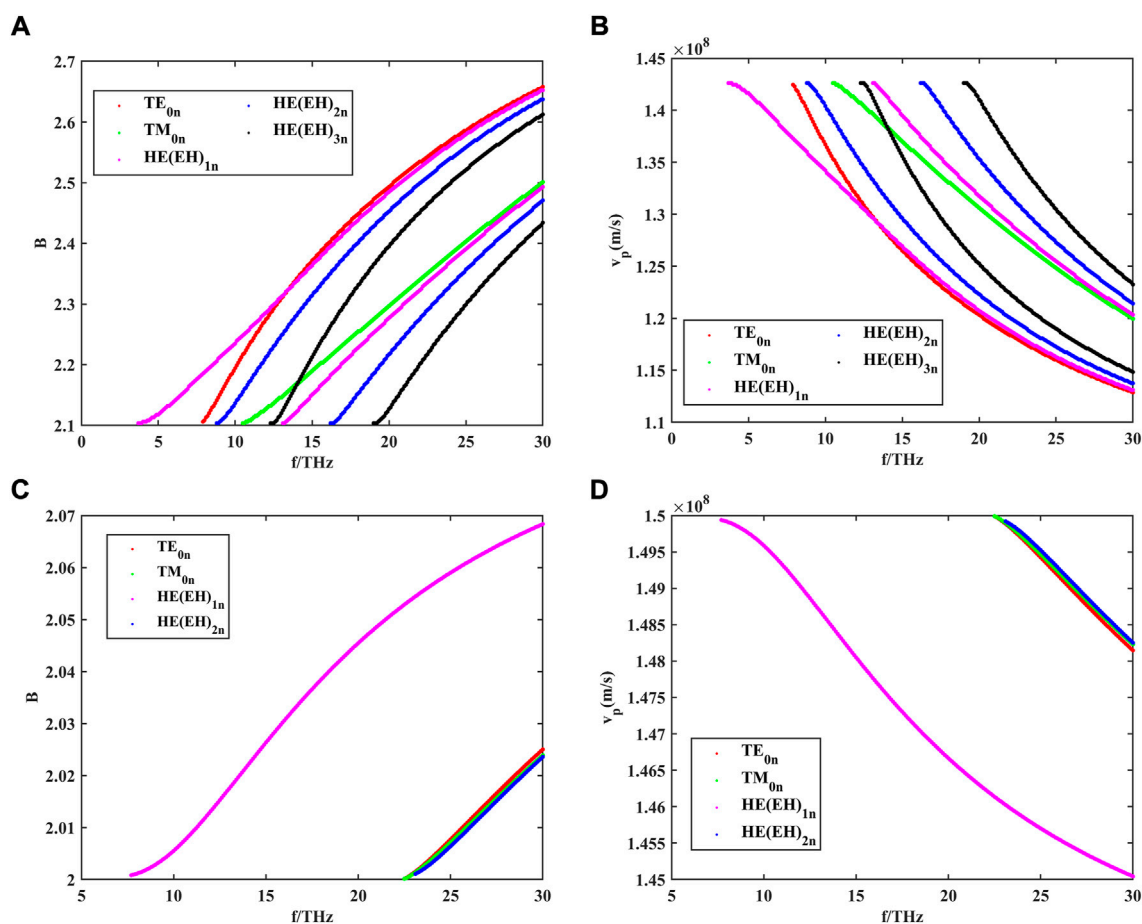 A
2.7
2.6
2.5
2.4
2.3
2.2
2.1
B
0 5 10 15 20 25 30
f/THz
TE0n
TM0n
HE(EH)1n
HE(EH)2n
HE(EH)3n
B
×10^8
1.45
1.4
1.35
1.3
1.25
1.2
1.15
1.1
vp(m/s)
0 5 10 15 20 25 30
f/THz
TE0n
TM0n
HE(EH)1n
HE(EH)2n
HE(EH)3n
C
2.07
2.06
2.05
2.04
2.03
2.02
2.01
2
B
5 10 15 20 25 30
f/THz
TE0n
TM0n
HE(EH)1n
HE(EH)2n
D
×10^8
1.5
1.495
1.49
1.485
1.48
1.475
1.47
1.465
1.46
1.455
1.45
vp(m/s)
5 10 15 20 25 30
f/THz
TE0n
TM0n
HE(EH)1n
HE(EH)2n